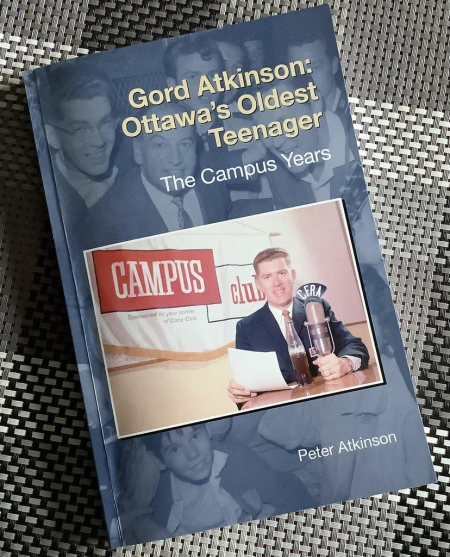 Gord Atkinson:
Ottawa's Oldest
Teenager
The Campus Years
CAMPUS
club
Sponsored by your bottler
of Coca-Cola
CFRA
Peter Atkinson